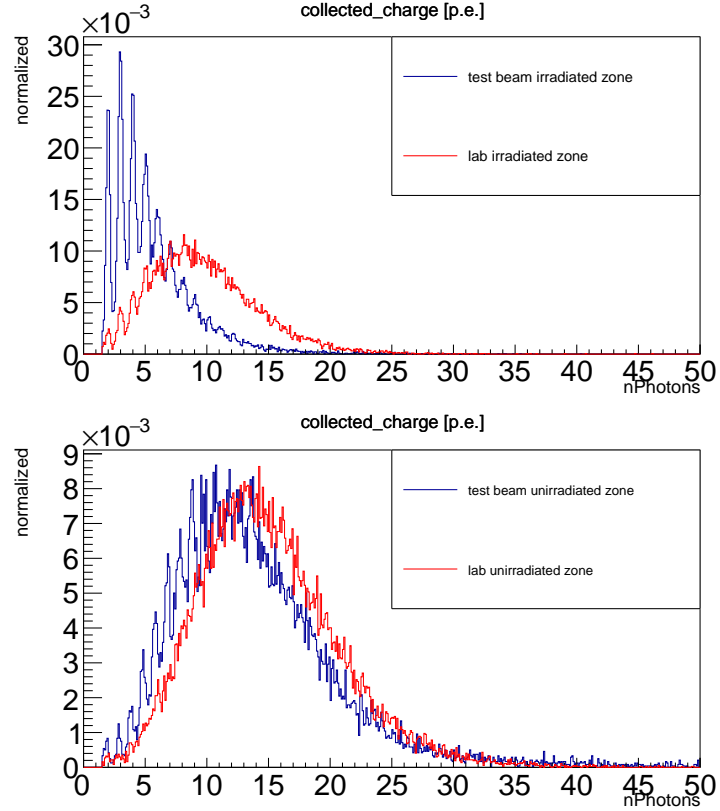 collected_charge [p.e.]
×10⁻³
normalized
30
25
20
15
10
5
0
test beam irradiated zone
lab irradiated zone
0 5 10 15 20 25 30 35 40 45 50
nPhotons
collected_charge [p.e.]
×10⁻³
normalized
9
8
7
6
5
4
3
2
1
0
test beam unirradiated zone
lab unirradiated zone
0 5 10 15 20 25 30 35 40 45 50
nPhotons